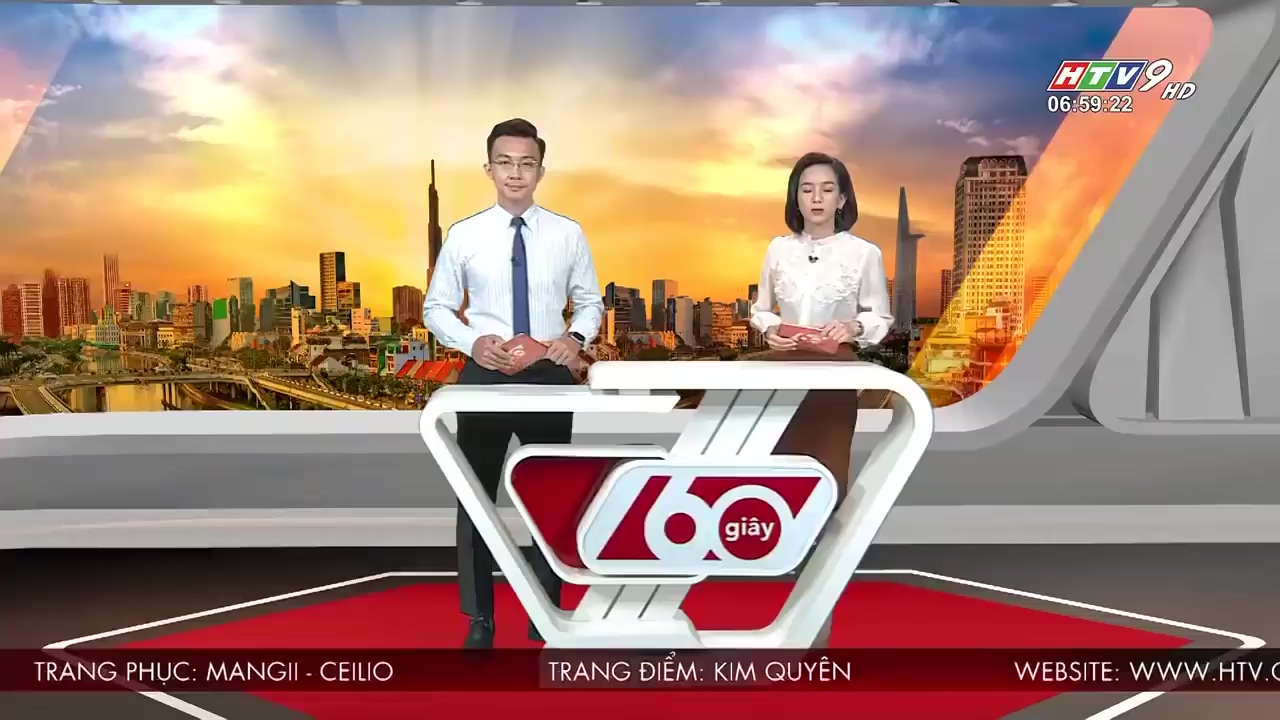 HTV9 HD
06:59:22
60 giây
TRANG PHỤC: MANGII - CEILIO
TRANG ĐIỂM: KIM QUYÊN
WEBSITE: WWW.HTV.